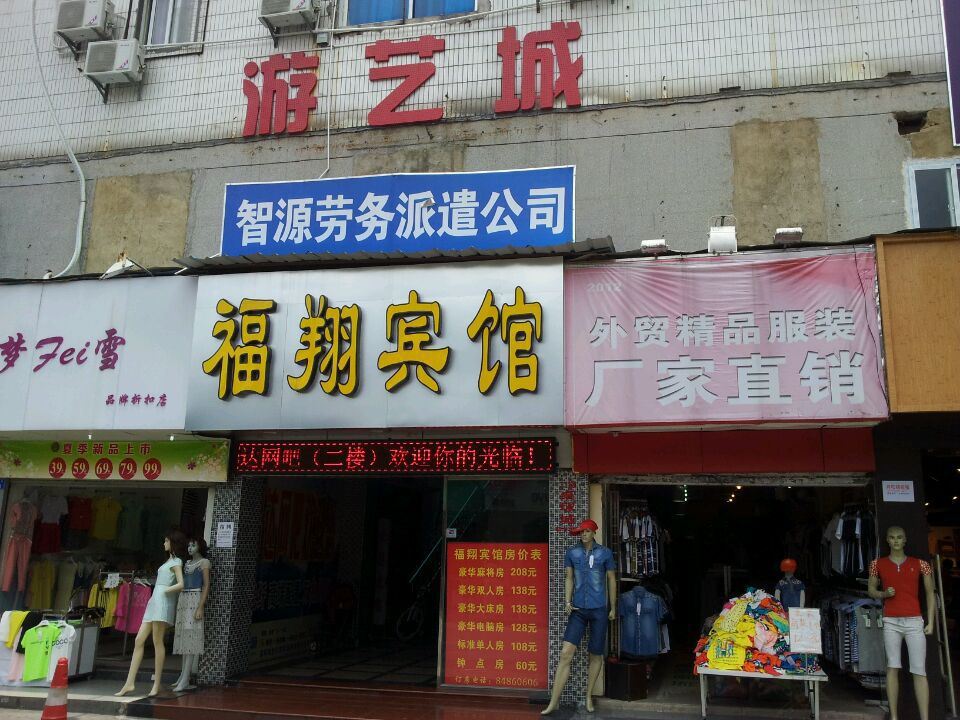 游艺城
智源劳务派遣公司
福翔宾馆
梦Fei雪
品牌折扣店
2012
外贸精品服装
厂家直销
夏季新品上市
39 59 69 79 99
达网吧（二楼）欢迎你的光临！
福翔宾馆房价表
豪华麻将房 208元
豪华双人房 138元
豪华大床房 138元
豪华电脑房 128元
标准单人房 108元
钟点房 60元
订房电话：84860606